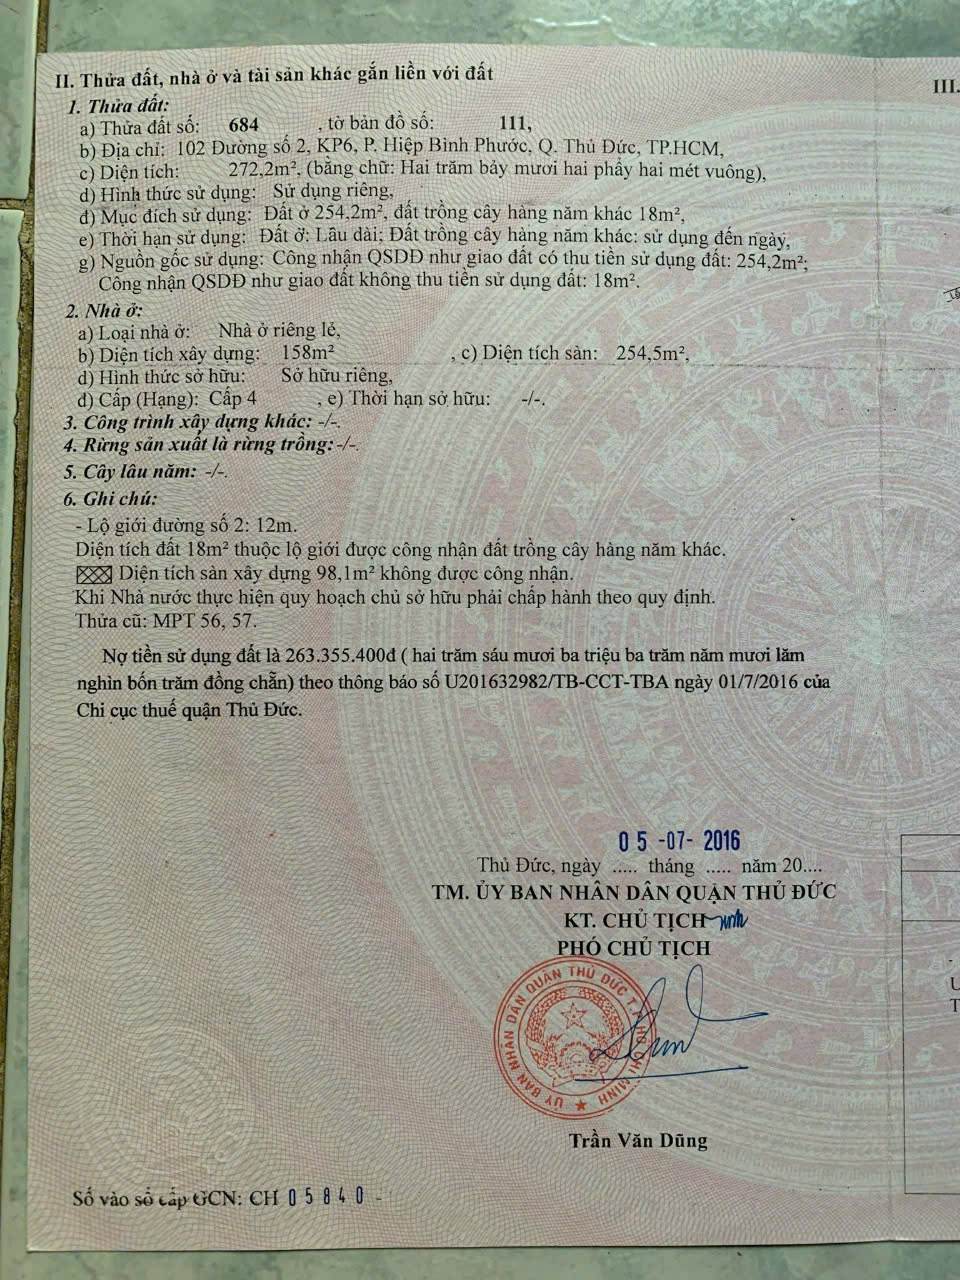 II. Thửa đất, nhà ở và tài sản khác gắn liền với đất
III.
1. Thửa đất:
a) Thửa đất số: 684 , tờ bản đồ số: 111,
b) Địa chỉ: 102 Đường số 2, KP6, P. Hiệp Bình Phước, Q. Thủ Đức, TP.HCM,
c) Diện tích: 272,2m², (bằng chữ: Hai trăm bảy mươi hai phẩy hai mét vuông),
d) Hình thức sử dụng: Sử dụng riêng,
đ) Mục đích sử dụng: Đất ở 254,2m², đất trồng cây hàng năm khác 18m²,
e) Thời hạn sử dụng: Đất ở: Lâu dài; Đất trồng cây hàng năm khác: sử dụng đến ngày,
g) Nguồn gốc sử dụng: Công nhận QSDĐ như giao đất có thu tiền sử dụng đất: 254,2m²;
Công nhận QSDĐ như giao đất không thu tiền sử dụng đất: 18m².
2. Nhà ở:
a) Loại nhà ở: Nhà ở riêng lẻ,
b) Diện tích xây dựng: 158m² , c) Diện tích sàn: 254,5m²,
d) Hình thức sở hữu: Sở hữu riêng,
đ) Cấp (Hạng): Cấp 4 , e) Thời hạn sở hữu: -/-.
3. Công trình xây dựng khác: -/-.
4. Rừng sản xuất là rừng trồng: -/-.
5. Cây lâu năm: -/-.
6. Ghi chú:
- Lộ giới đường số 2: 12m.
Diện tích đất 18m² thuộc lộ giới được công nhận đất trồng cây hàng năm khác.
Diện tích sàn xây dựng 98,1m² không được công nhận.
Khi Nhà nước thực hiện quy hoạch chủ sở hữu phải chấp hành theo quy định.
Thửa cũ: MPT 56, 57.
Nợ tiền sử dụng đất là 263.355.400đ ( hai trăm sáu mươi ba triệu ba trăm năm mươi lăm
nghìn bốn trăm đồng chẵn) theo thông báo số U201632982/TB-CCT-TBA ngày 01/7/2016 của
Chi cục thuế quận Thủ Đức.
05 -07- 2016
Thủ Đức, ngày ..... tháng ..... năm 20....
TM. ỦY BAN NHÂN DÂN QUẬN THỦ ĐỨC
KT. CHỦ TỊCH
PHÓ CHỦ TỊCH
ỦY BAN NHÂN DÂN QUẬN THỦ ĐỨC T.P HỒ CHÍ MINH
Trần Văn Dũng
Số vào sổ cấp GCN: CH 05840 -